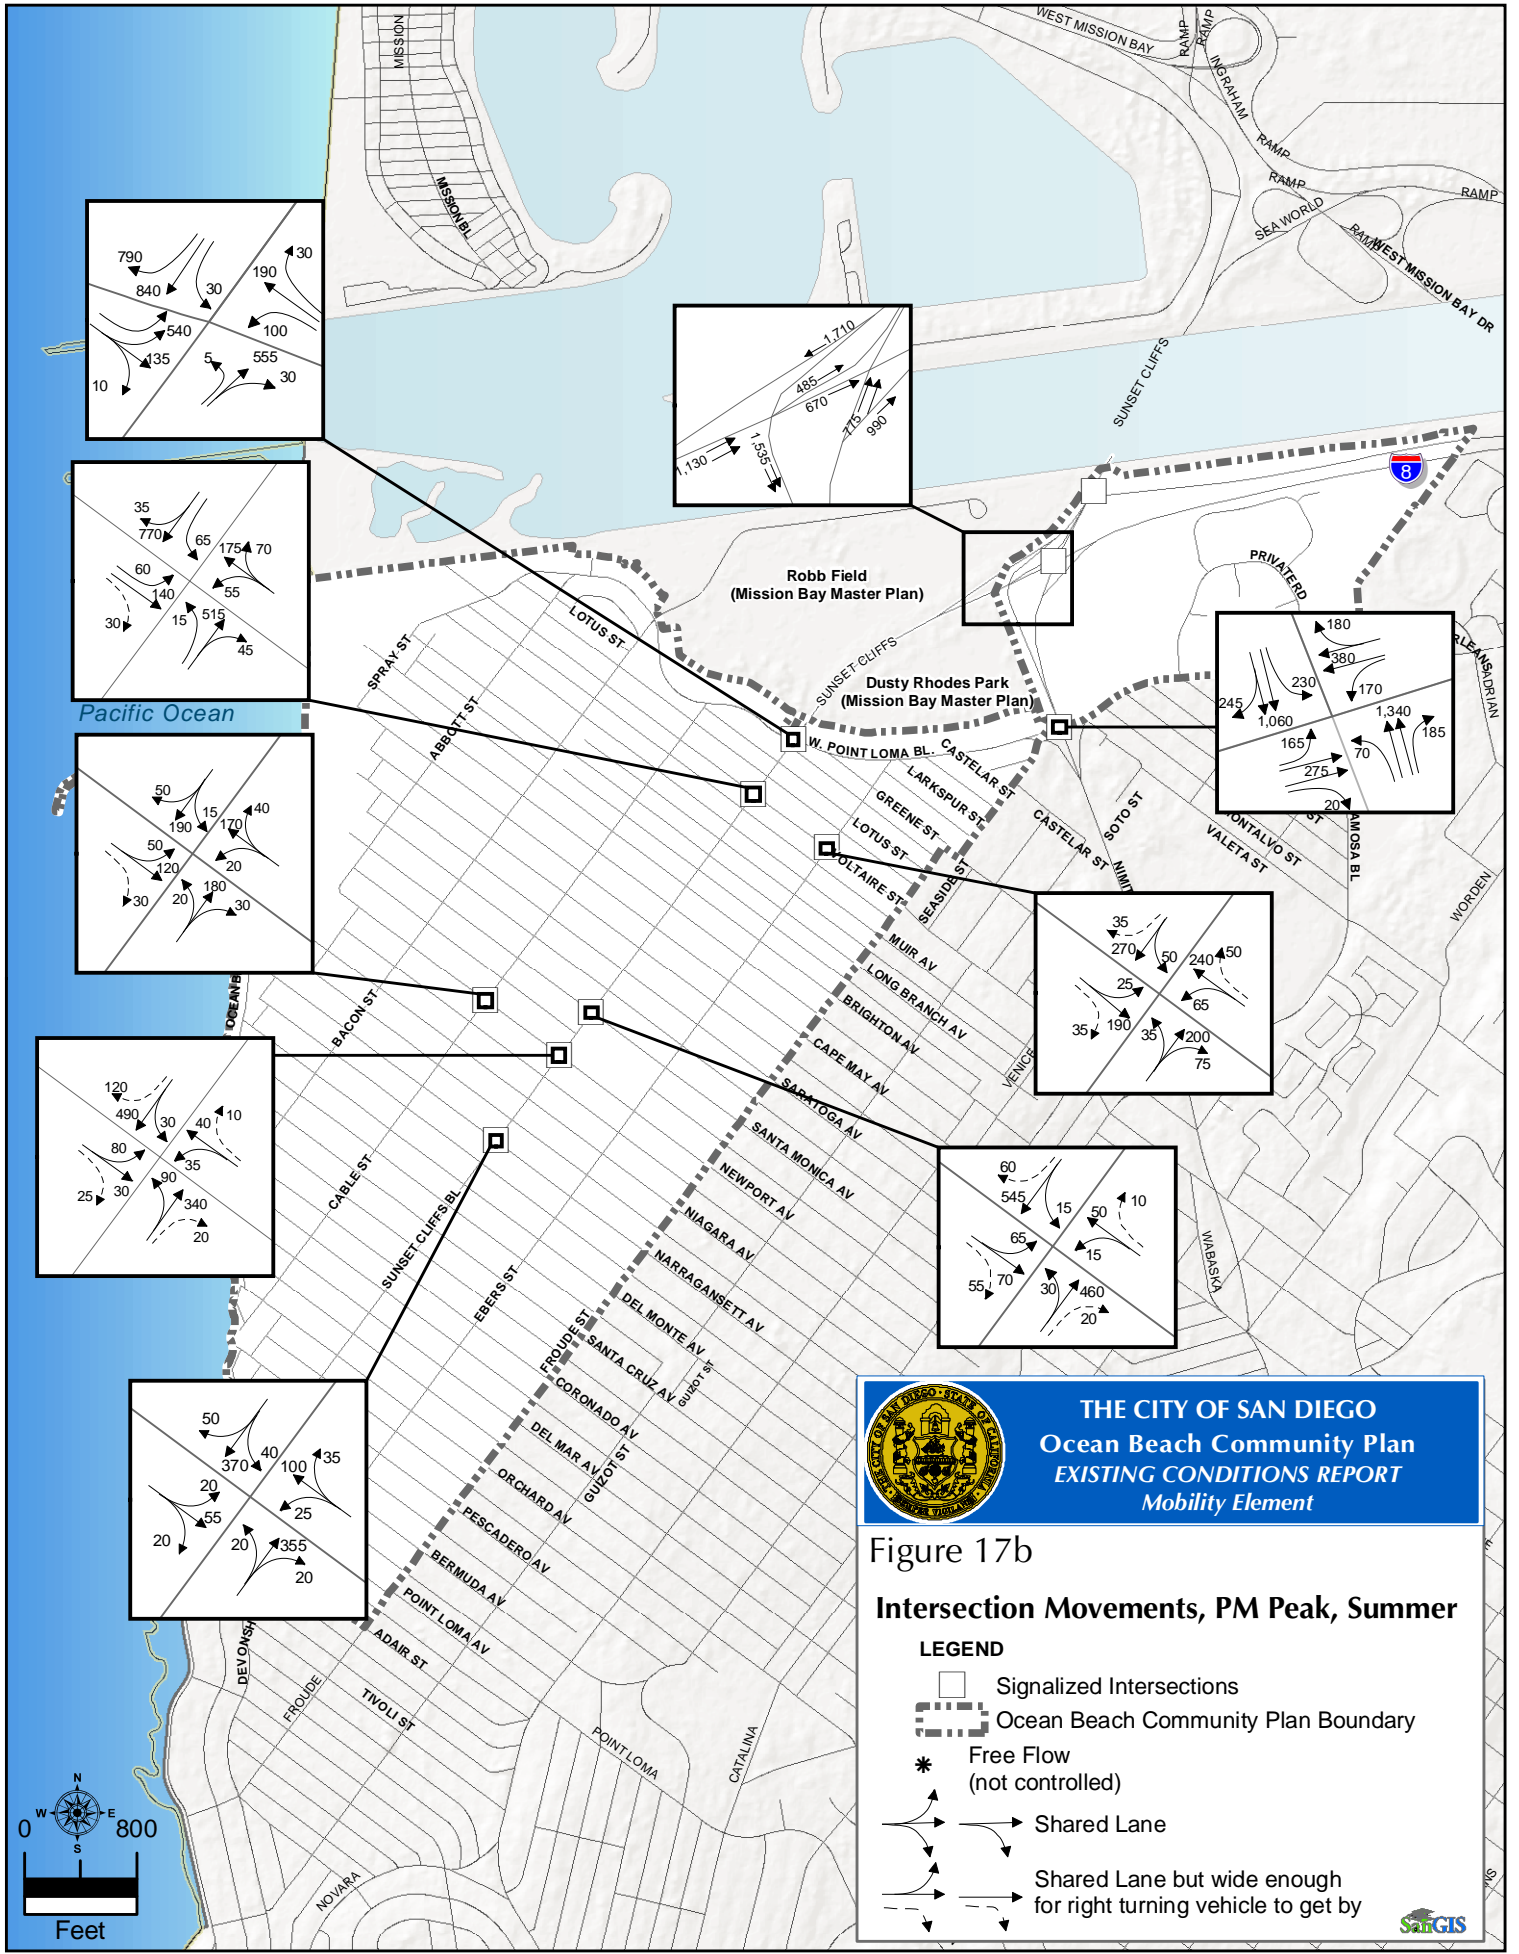 MISSION
WEST MISSION BAY
RAMP
RAMP
INGRAHAM
RAMP
RAMP
RAMP
SEA WORLD
RAMP
WEST MISSION BAY DR
MISSION BL
SUNSET CLIFFS
790
840
30
190
30
540
100
135
10
5
555
30
1,710
485
670
775
990
1,130
1,535
8
35
770
65
175
70
60
140
55
30
15
515
45
Robb Field
(Mission Bay Master Plan)
PRIVATERD
LOTUS ST
SPRAY ST
SUNSET CLIFFS
Dusty Rhodes Park
(Mission Bay Master Plan)
180
380
230
170
245
1,060
1,340
165
70
185
275
20
RLEANS
ADRIAN
Pacific Ocean
ABBOTT ST
W. POINT LOMA BL.
CASTELAR ST
LARKSPUR ST
GREENE ST
LOTUS ST
VOLTAIRE ST
SEASIDE ST
CASTELAR ST
SOTO ST
NIMIT
MONTALVO ST
ST
VALETA ST
AMOSA BL
WORDEN
50
190
15
40
170
50
120
20
30
20
180
30
35
270
50
240
50
25
65
35
190
35
200
75
MUIR AV
LONG BRANCH AV
BRIGHTON AV
CAPE MAY AV
SARATOGA AV
SANTA MONICA AV
NEWPORT AV
NIAGARA AV
NARRAGANSETT AV
DEL MONTE AV
SANTA CRUZ AV
CORONADO AV
DEL MAR AV
ORCHARD AV
PESCADERO AV
BERMUDA AV
POINT LOMA AV
ADAIR ST
TIVOLI ST
VENICE
WABASKA
OCEAN B
BACON ST
CABLE ST
SUNSET CLIFFS BL
EBERS ST
FROUDE ST
GUIZOT ST
GUIZOT ST
120
490
30
40
10
80
35
25
30
90
340
20
60
545
15
50
10
65
15
55
70
30
460
20
50
370
40
100
35
20
55
25
20
20
355
20
DEVONSH
FROUDE
POINT LOMA
CATALINA
NOVARA
N
W
E
S
0
800
Feet
THE CITY OF SAN DIEGO
Ocean Beach Community Plan
EXISTING CONDITIONS REPORT
Mobility Element
Figure 17b
Intersection Movements, PM Peak, Summer
LEGEND
Signalized Intersections
Ocean Beach Community Plan Boundary
Free Flow
(not controlled)
Shared Lane
Shared Lane but wide enough
for right turning vehicle to get by
SanGIS